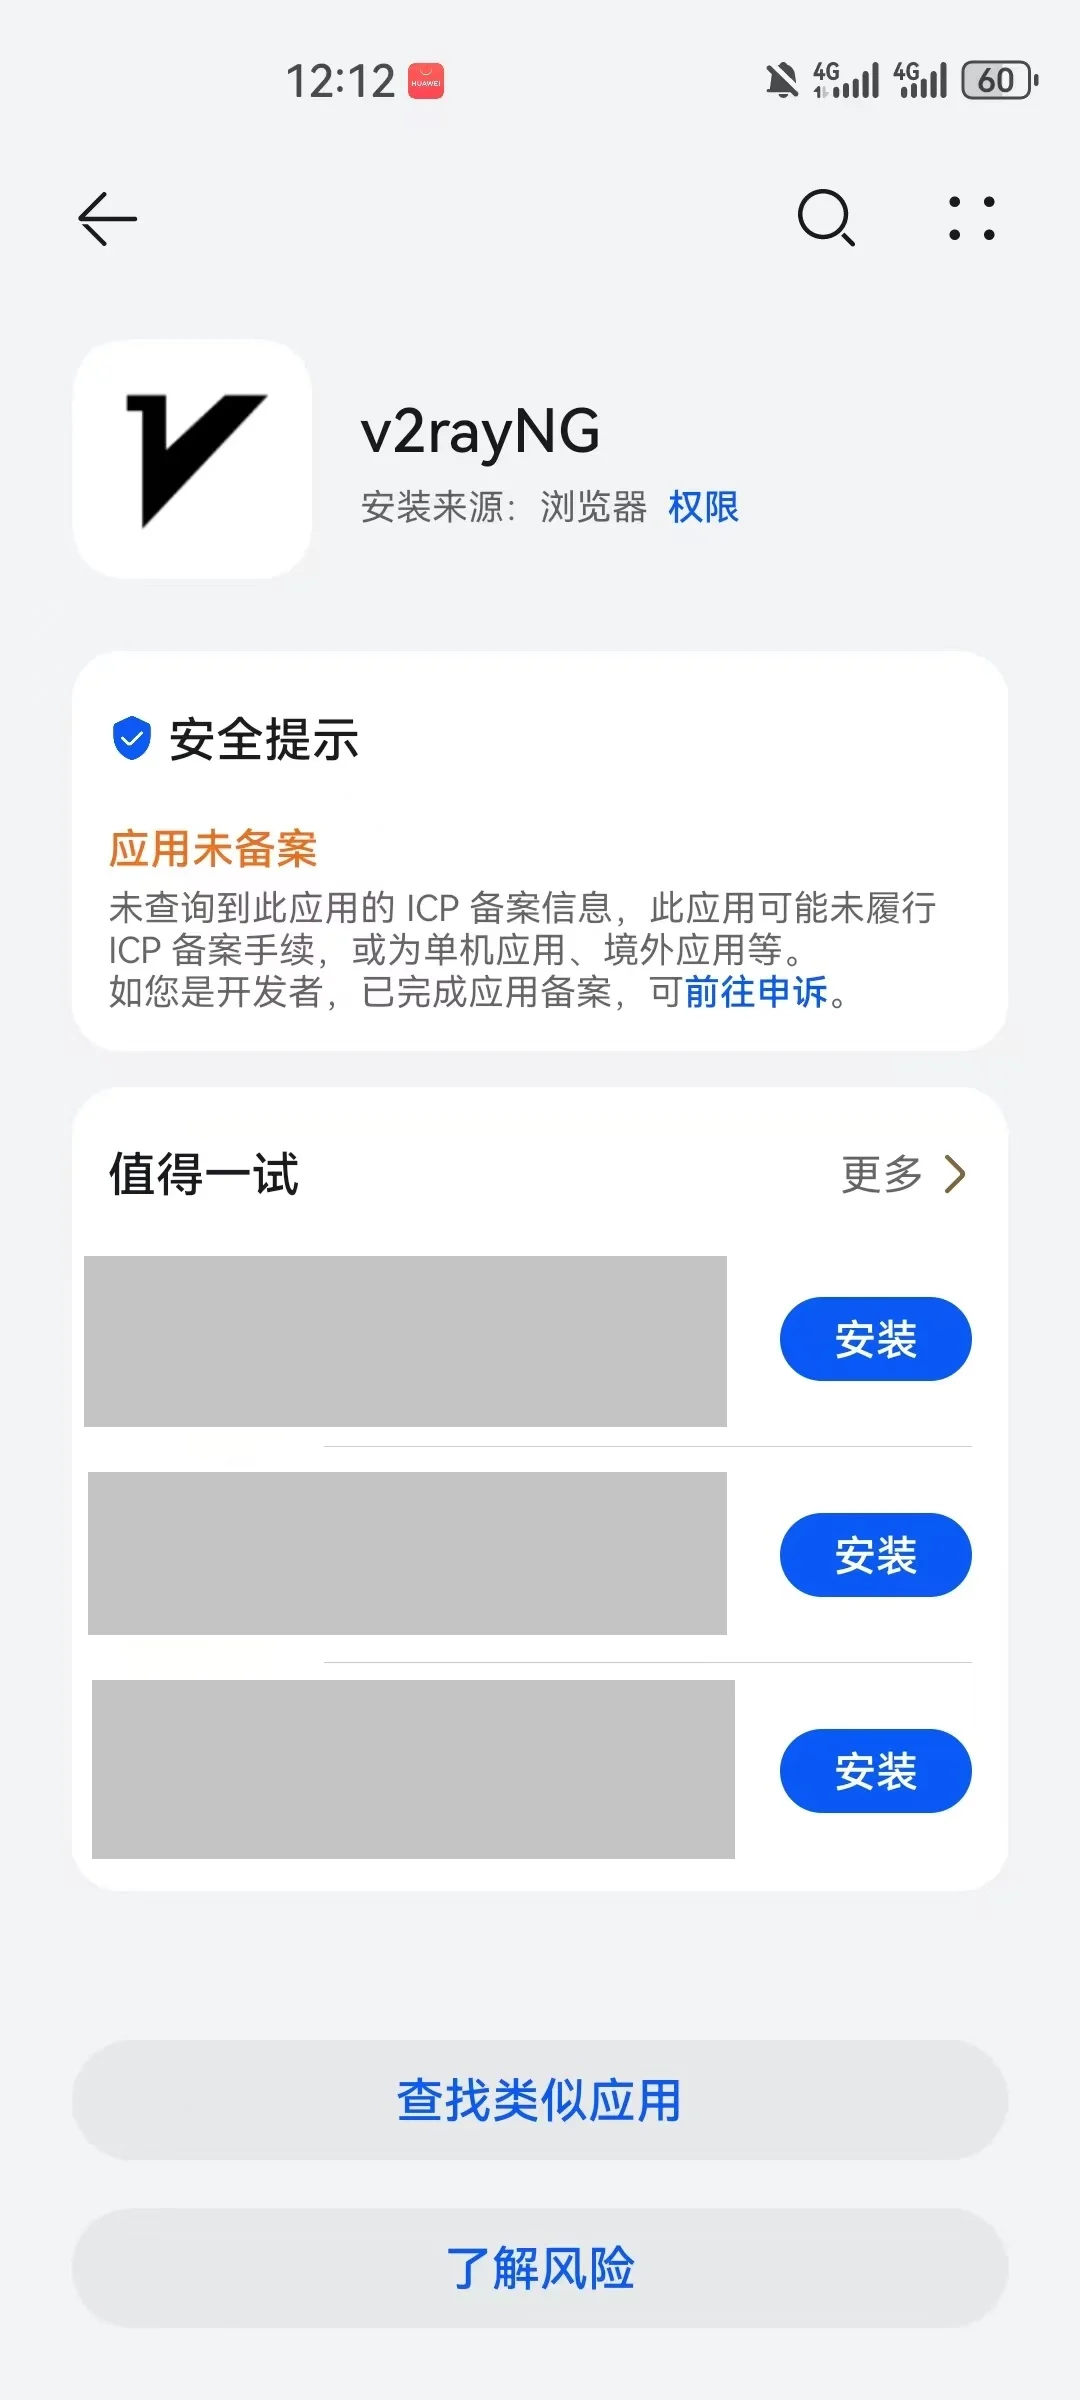 12:12
HUAWEI
4G
4G
60
v2rayNG
安装来源：浏览器 权限
安全提示
应用未备案
未查询到此应用的 ICP 备案信息，此应用可能未履行
ICP 备案手续，或为单机应用、境外应用等。
如您是开发者，已完成应用备案，可前往申诉。
值得一试
更多
安装
安装
安装
查找类似应用
了解风险